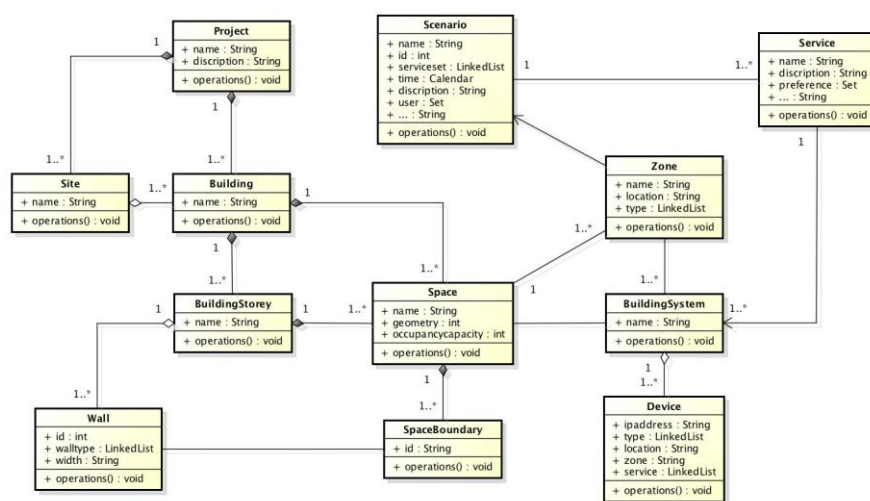 Project
+ name : String
+ discription : String
+ operations() : void
1
1
1..*
1..*
Scenario
+ name : String
+ id : int
+ serviceset : LinkedList
+ time : Calendar
+ discription : String
+ user : Set
+ ... : String
+ operations() : void
1
1..*
Service
+ name : String
+ discription : String
+ preference : Set
+ ... : String
+ operations() : void
1
Site
+ name : String
+ operations() : void
1..*
Building
+ name : String
+ operations() : void
1
1
1..*
1..*
Zone
+ name : String
+ location : String
+ type : LinkedList
+ operations() : void
1..*
1
BuildingStorey
+ name : String
+ operations() : void
1
1
1..*
1..*
Space
+ name : String
+ geometry : int
+ occupancycapacity : int
+ operations() : void
1
1..*
BuildingSystem
+ name : String
+ operations() : void
1..*
1
1..*
Wall
+ id : int
+ walltype : LinkedList
+ width : String
+ operations() : void
SpaceBoundary
+ id : String
+ operations() : void
Device
+ ipaddress : String
+ type : LinkedList
+ location : String
+ zone : String
+ service : LinkedList
+ operations() : void